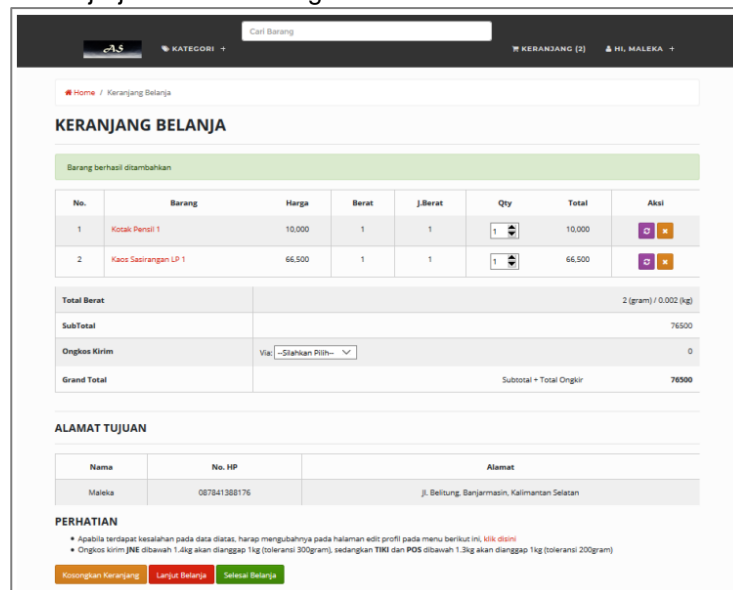 Cari Barang
AS
KATEGORI +
KERANJANG (2)
HI, MALEKA +
Home / Keranjang Belanja
KERANJANG BELANJA
Barang berhasil ditambahkan
No. Barang Harga Berat J.Berat Qty Total Aksi
1 Kotak Pensil 1 10,000 1 1 1 10,000
2 Kaos Sasirangan LP 1 66,500 1 1 1 66,500
Total Berat 2 (gram) / 0.002 (kg)
SubTotal 76500
Ongkos Kirim Via: --Silahkan Pilih-- 0
Grand Total Subtotal + Total Ongkir 76500
ALAMAT TUJUAN
Nama No. HP Alamat
Maleka 087841388176 Jl. Belitung, Banjarmasin, Kalimantan Selatan
PERHATIAN
Apabila terdapat kesalahan pada data diatas, harap mengubahnya pada halaman edit profil pada menu berikut ini, klik disini
Ongkos kirim JNE dibawah 1.4kg akan dianggap 1kg (toleransi 300gram), sedangkan TIKI dan POS dibawah 1.3kg akan dianggap 1kg (toleransi 200gram)
Kosongkan Keranjang Lanjut Belanja Selesai Belanja